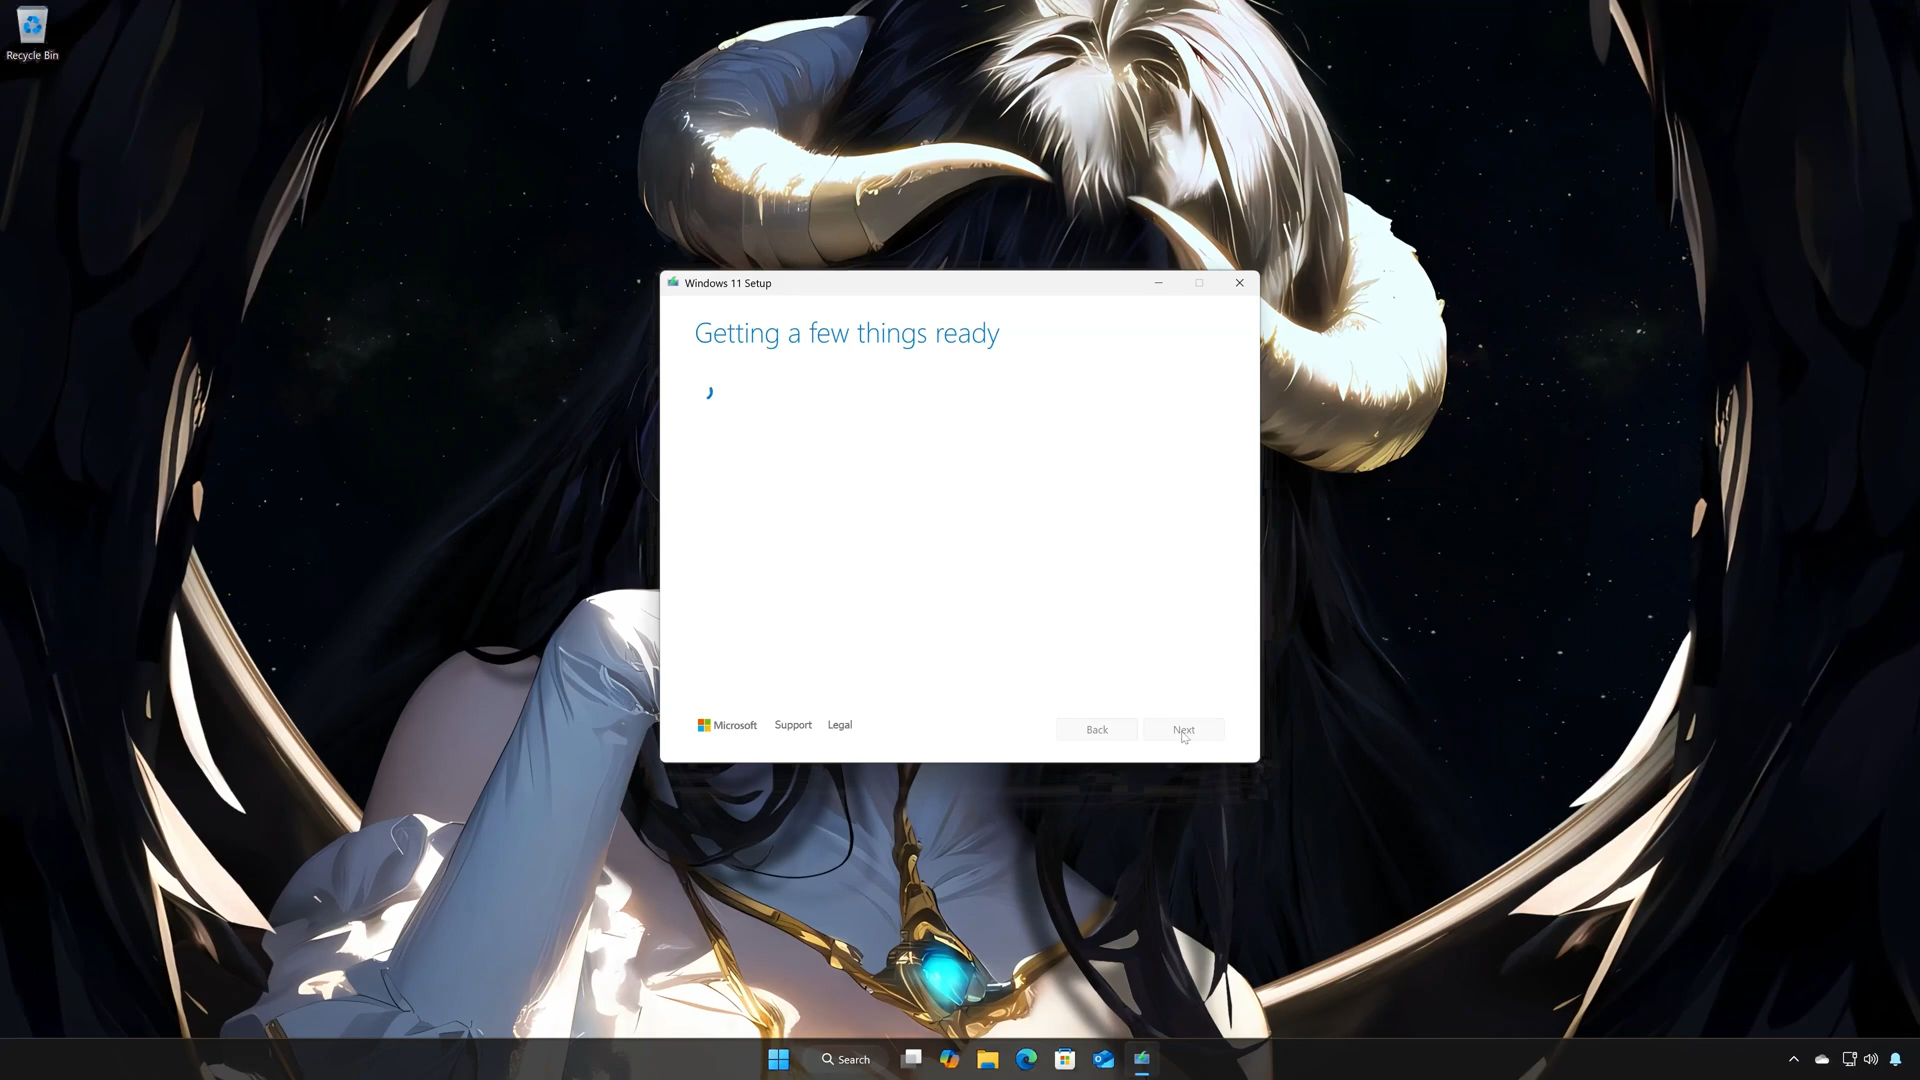 Recycle Bin
Windows 11 Setup
Getting a few things ready
Microsoft
Support
Legal
Back
Next
Search